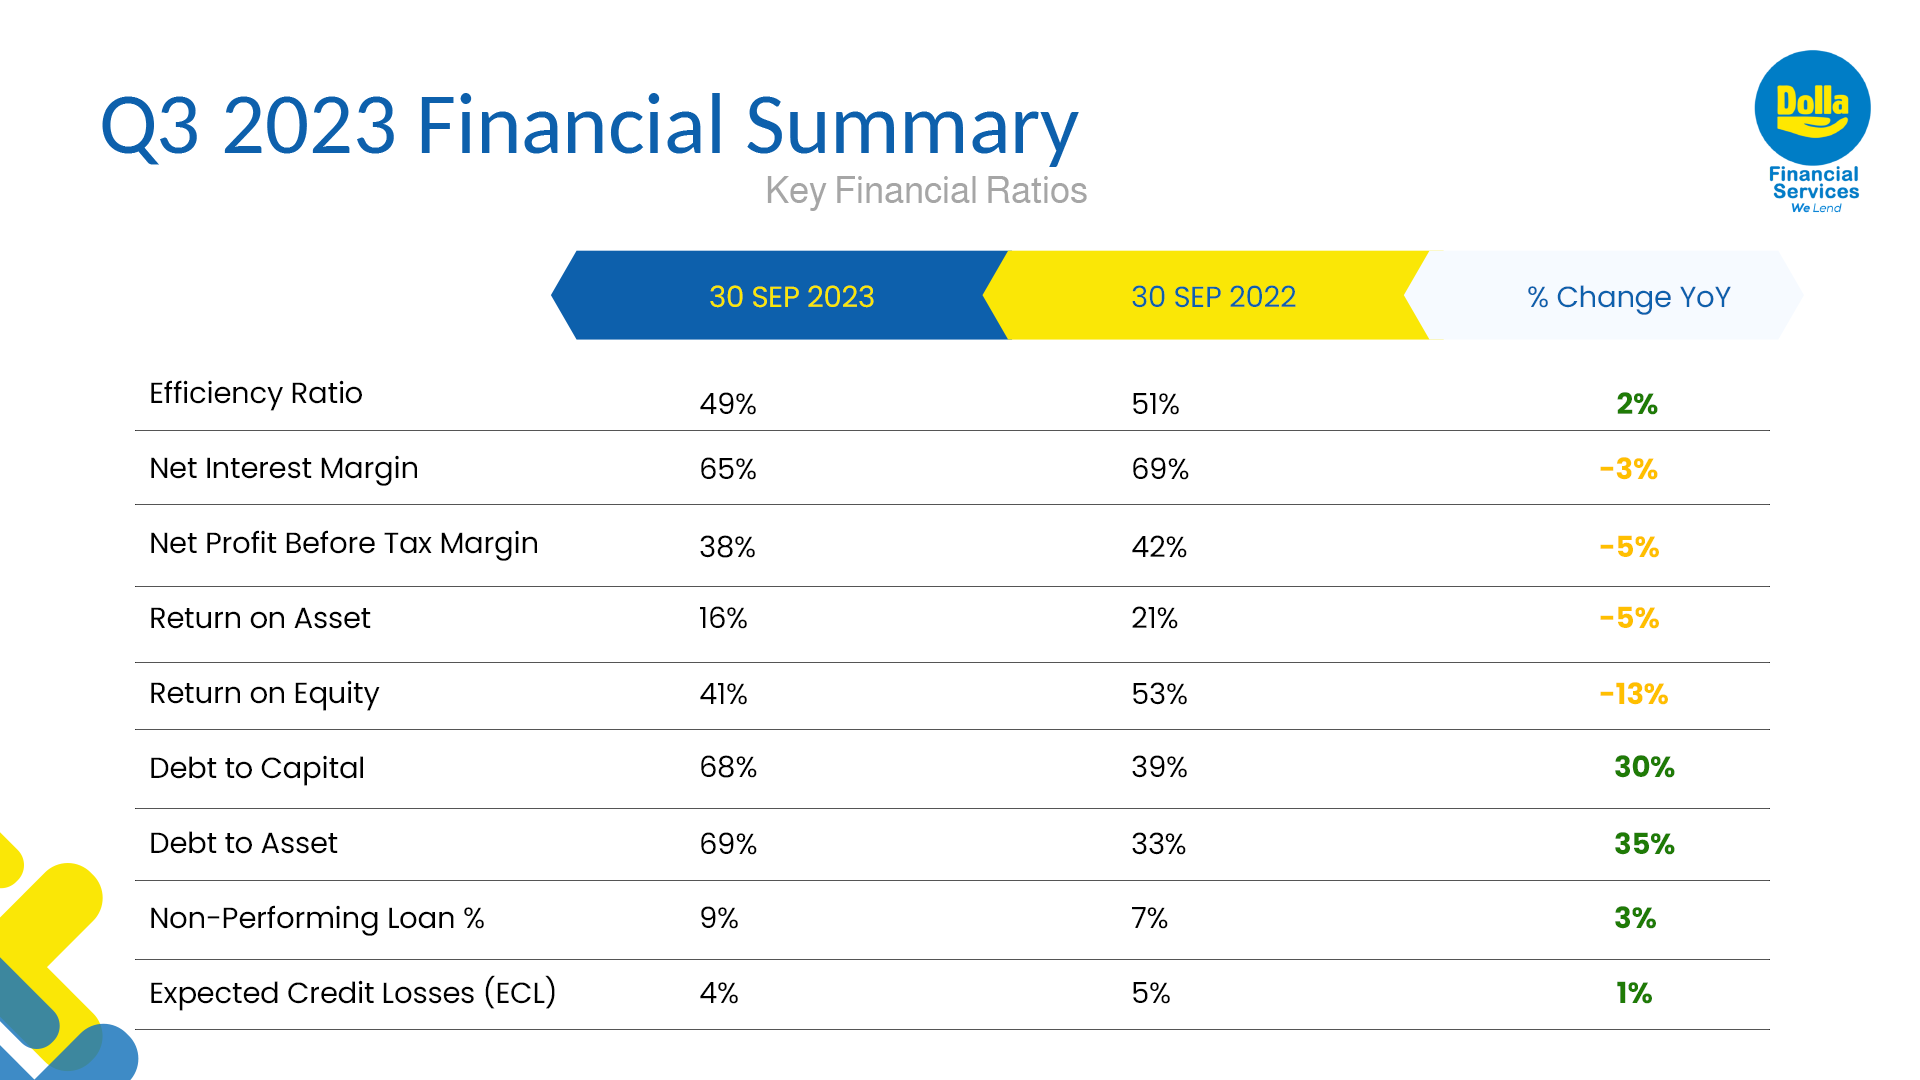 Q3 2023 Financial Summary
Key Financial Ratios
Dolla
Financial
Services
We Lend
30 SEP 2023 30 SEP 2022 % Change YoY
Efficiency Ratio 49% 51% 2%
Net Interest Margin 65% 69% -3%
Net Profit Before Tax Margin 38% 42% -5%
Return on Asset 16% 21% -5%
Return on Equity 41% 53% -13%
Debt to Capital 68% 39% 30%
Debt to Asset 69% 33% 35%
Non-Performing Loan % 9% 7% 3%
Expected Credit Losses (ECL) 4% 5% 1%